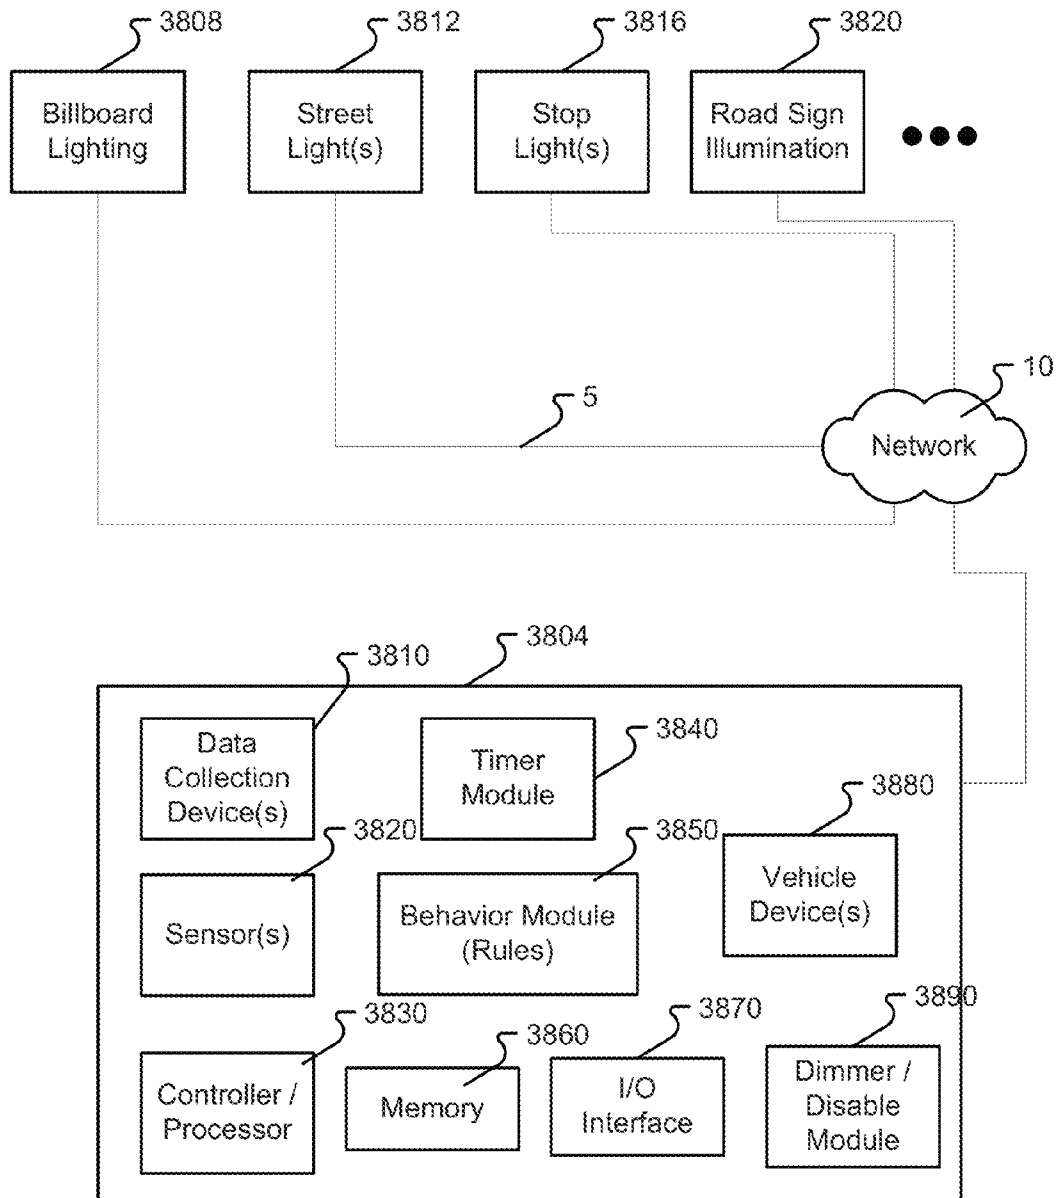 3808
3812
3816
3820
Billboard
Lighting
Street
Light(s)
Stop
Light(s)
Road Sign
Illumination
10
5
Network
3804
3810
Data
Collection
Device(s)
3840
Timer
Module
3880
Vehicle
Device(s)
3820
Sensor(s)
3850
Behavior Module
(Rules)
3830
Controller /
Processor
3860
Memory
3870
I/O
Interface
3890
Dimmer /
Disable
Module